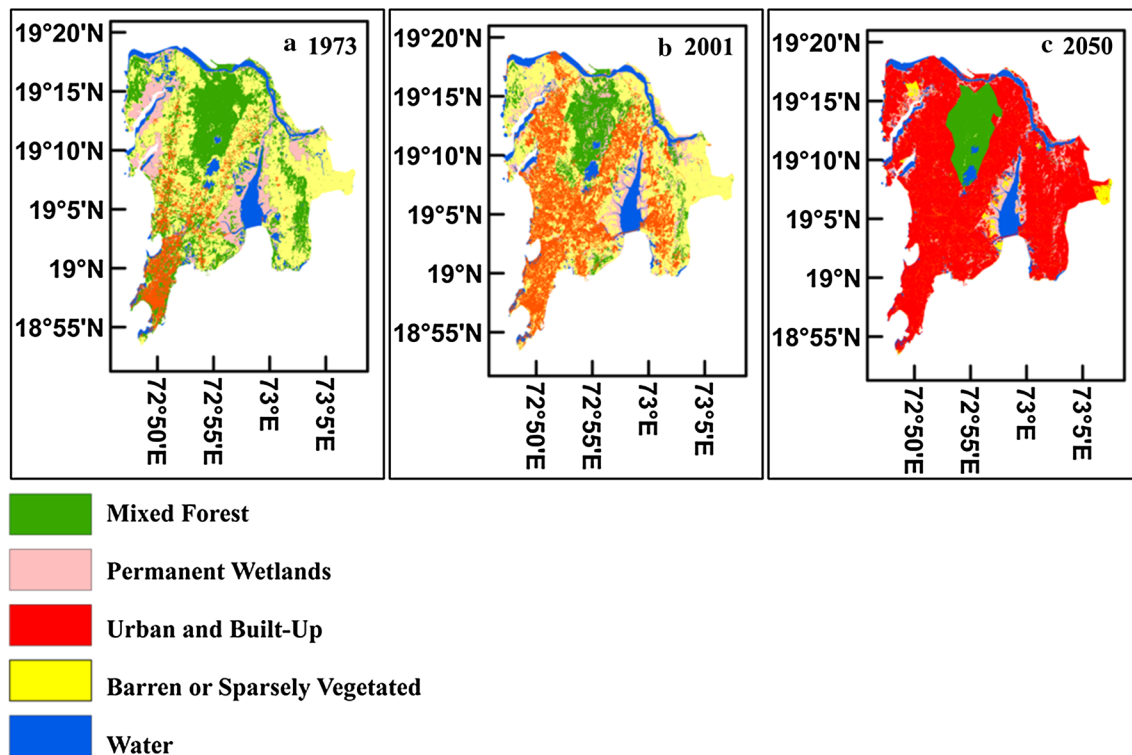 a 1973
19°20'N
19°15'N
19°10'N
19°5'N
19°N
18°55'N
72°50'E
72°55'E
73°E
73°5'E
b 2001
19°20'N
19°15'N
19°10'N
19°5'N
19°N
18°55'N
72°50'E
72°55'E
73°E
73°5'E
c 2050
19°20'N
19°15'N
19°10'N
19°5'N
19°N
18°55'N
72°50'E
72°55'E
73°E
73°5'E
Mixed Forest
Permanent Wetlands
Urban and Built-Up
Barren or Sparsely Vegetated
Water